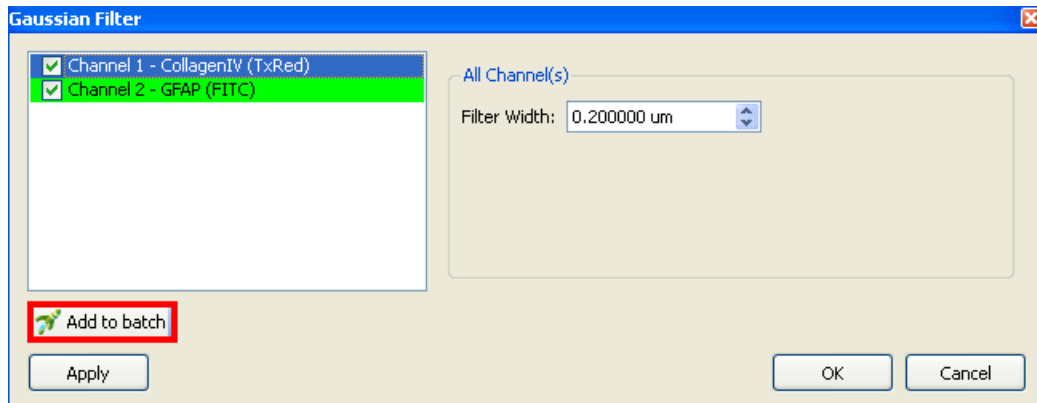 Gaussian Filter
Channel 1 - CollagenIV (TxRed)
Channel 2 - GFAP (FITC)
All Channel(s)
Filter Width: 0.200000 um
Add to batch
Apply
OK
Cancel